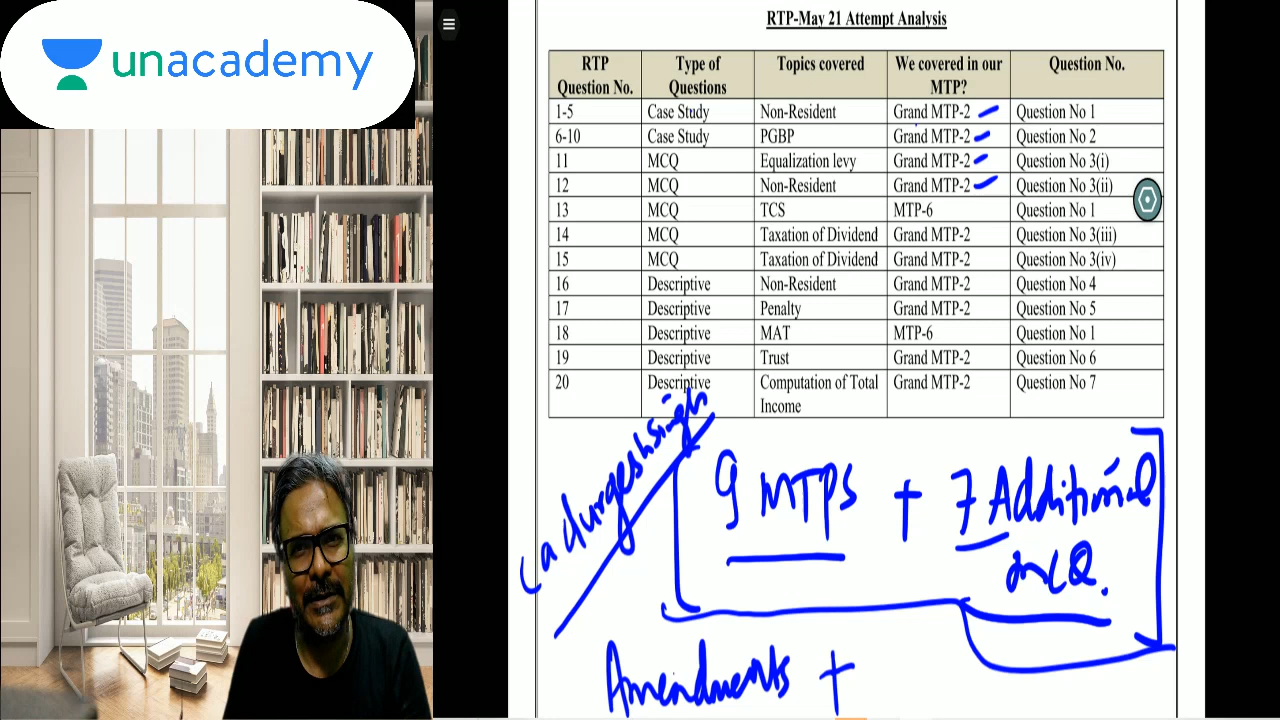 unacademy
RTP-May 21 Attempt Analysis
RTP Question No. Type of Questions Topics covered We covered in our MTP? Question No.
1-5 Case Study Non-Resident Grand MTP-2 Question No 1
6-10 Case Study PGBP Grand MTP-2 Question No 2
11 MCQ Equalization levy Grand MTP-2 Question No 3(i)
12 MCQ Non-Resident Grand MTP-2 Question No 3(ii)
13 MCQ TCS MTP-6 Question No 1
14 MCQ Taxation of Dividend Grand MTP-2 Question No 3(iii)
15 MCQ Taxation of Dividend Grand MTP-2 Question No 3(iv)
16 Descriptive Non-Resident Grand MTP-2 Question No 4
17 Descriptive Penalty Grand MTP-2 Question No 5
18 Descriptive MAT MTP-6 Question No 1
19 Descriptive Trust Grand MTP-2 Question No 6
20 Descriptive Computation of Total Income Grand MTP-2 Question No 7
cadurgeshsingh
9 MTPS + 7 Additional
MCQ.
Amendments +